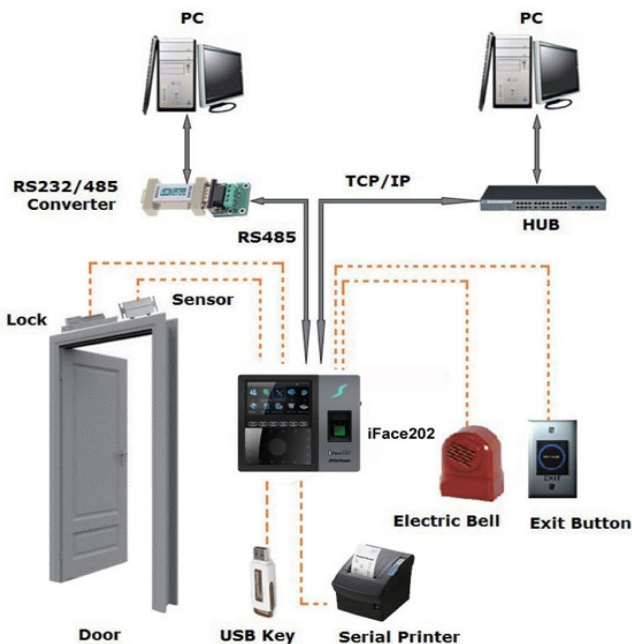 PC
PC
RS232/485
Converter
TCP/IP
HUB
RS485
Sensor
Lock
iFace202
EXIT
Electric Bell
Exit Button
Door
USB Key
Serial Printer